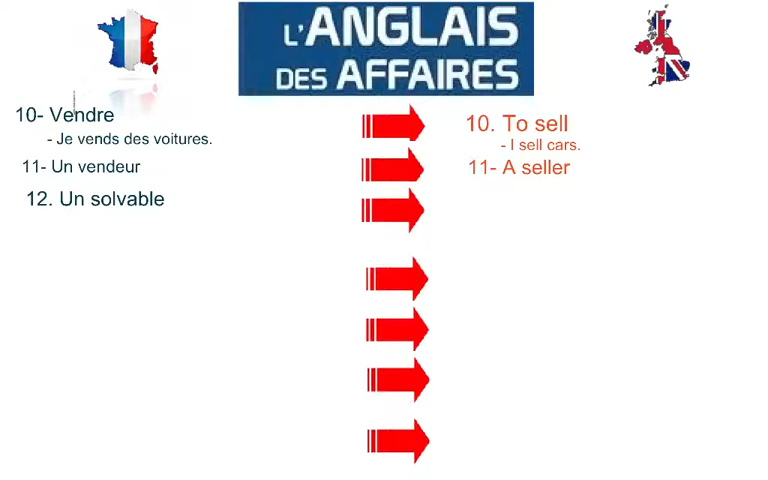 L'ANGLAIS
DES AFFAIRES
10- Vendre
- Je vends des voitures.
11- Un vendeur
12. Un solvable
10. To sell
- I sell cars.
11- A seller